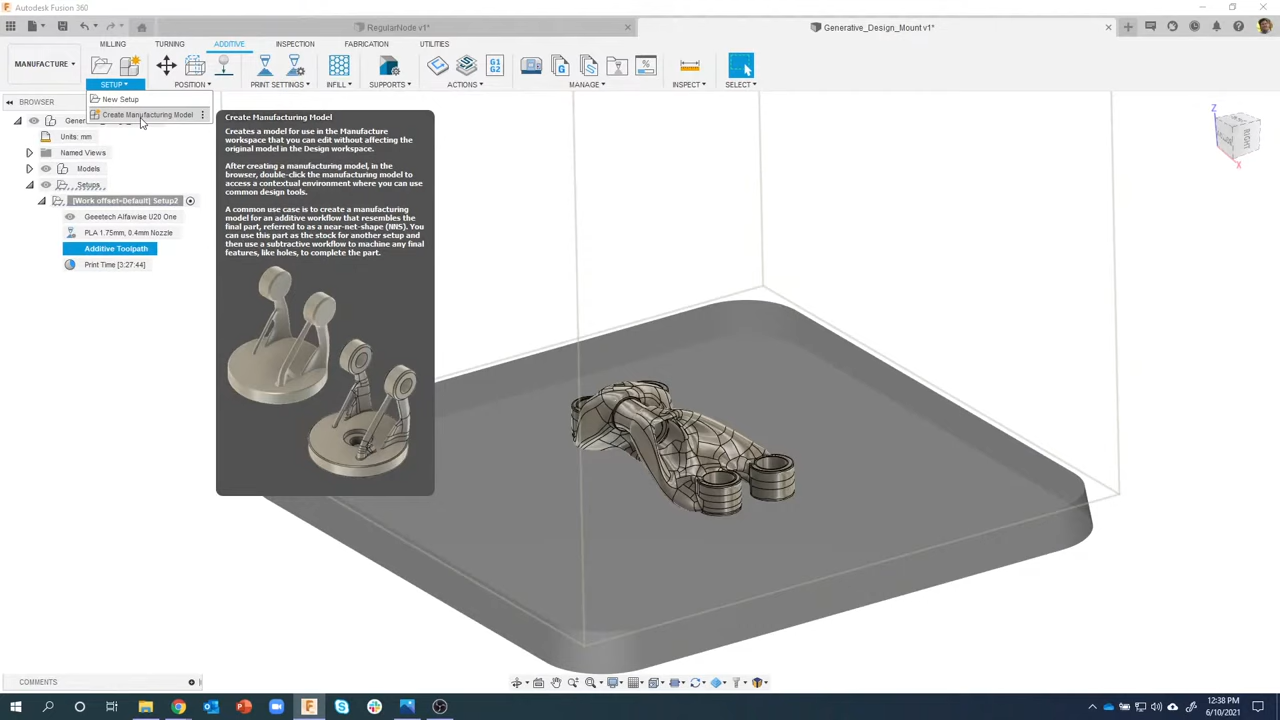 Autodesk Fusion 360
RegularNode v1*
Generative_Design_Mount v1*
MILLING TURNING ADDITIVE INSPECTION FABRICATION UTILITIES
MANUFACTURE
G1
G2
G
G
%
SETUP POSITION PRINT SETTINGS INFILL SUPPORTS ACTIONS MANAGE INSPECT SELECT
BROWSER
New Setup
Create Manufacturing Model
Gener
Units: mm
Named Views
Models
Setups
[Work offset=Default] Setup2
Geeetech Alfawise U20 One
PLA 1.75mm, 0.4mm Nozzle
Additive Toolpath
Print Time [3:27:44]
Create Manufacturing Model
Creates a model for use in the Manufacture
workspace that you can edit without affecting the
original model in the Design workspace.
After creating a manufacturing model, in the
browser, double-click the manufacturing model to
access a contextual environment where you can use
common design tools.
A common use case is to create a manufacturing
model for an additive workflow that resembles the
final part, referred to as a near-net-shape (NNS). You
can use this part as the stock for another setup and
then use a subtractive workflow to machine any final
features, like holes, to complete the part.
Z
RIGHT
X
COMMENTS
12:38 PM
6/10/2021